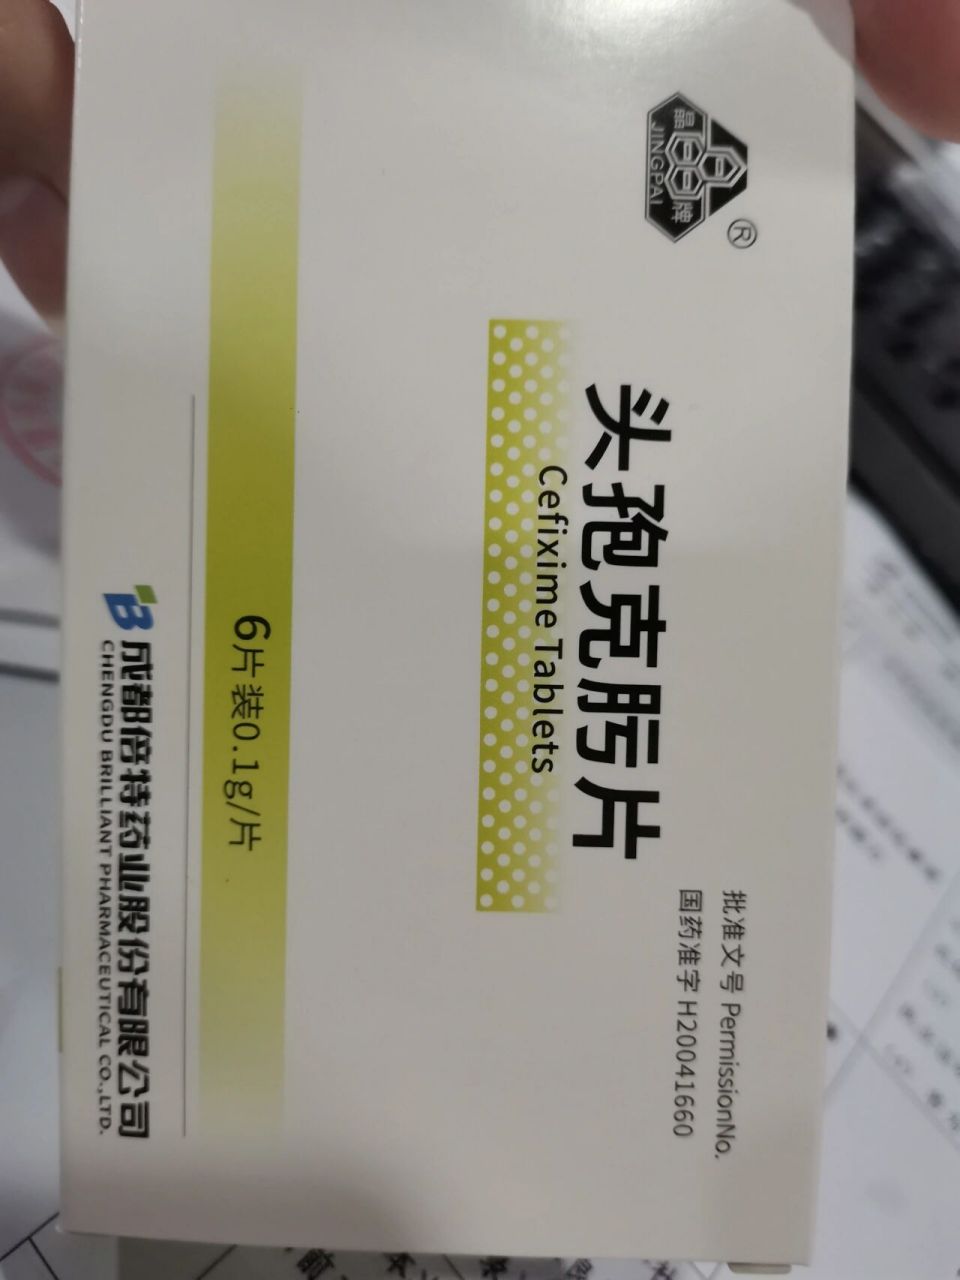 晶牌
JINGPAI
®
批准文号 PermissionNo.
国药准字 H20041660
头孢克肟片
Cefixime Tablets
6片装0.1g/片
成都倍特药业股份有限公司
CHENGDU BRILLIANT PHARMACEUTICAL CO.,LTD.